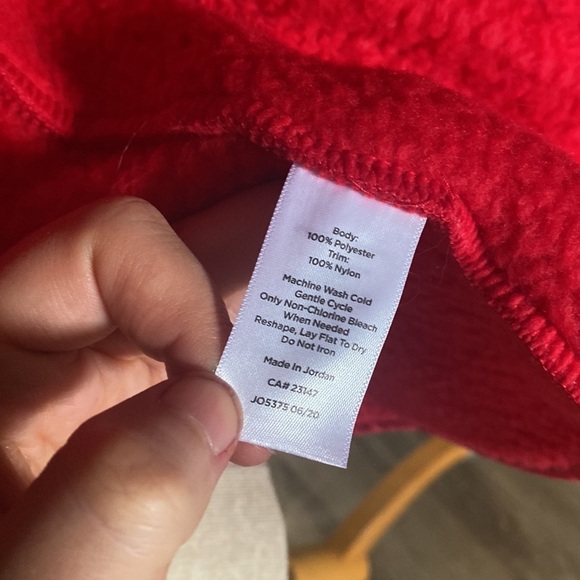 Body:
100% Polyester
Trim:
100% Nylon
Machine Wash Cold
Gentle Cycle
Only Non-Chlorine Bleach
When Needed
Reshape, Lay Flat To Dry
Do Not Iron
Made In Jordan
CA# 23147
JO5375 06/20